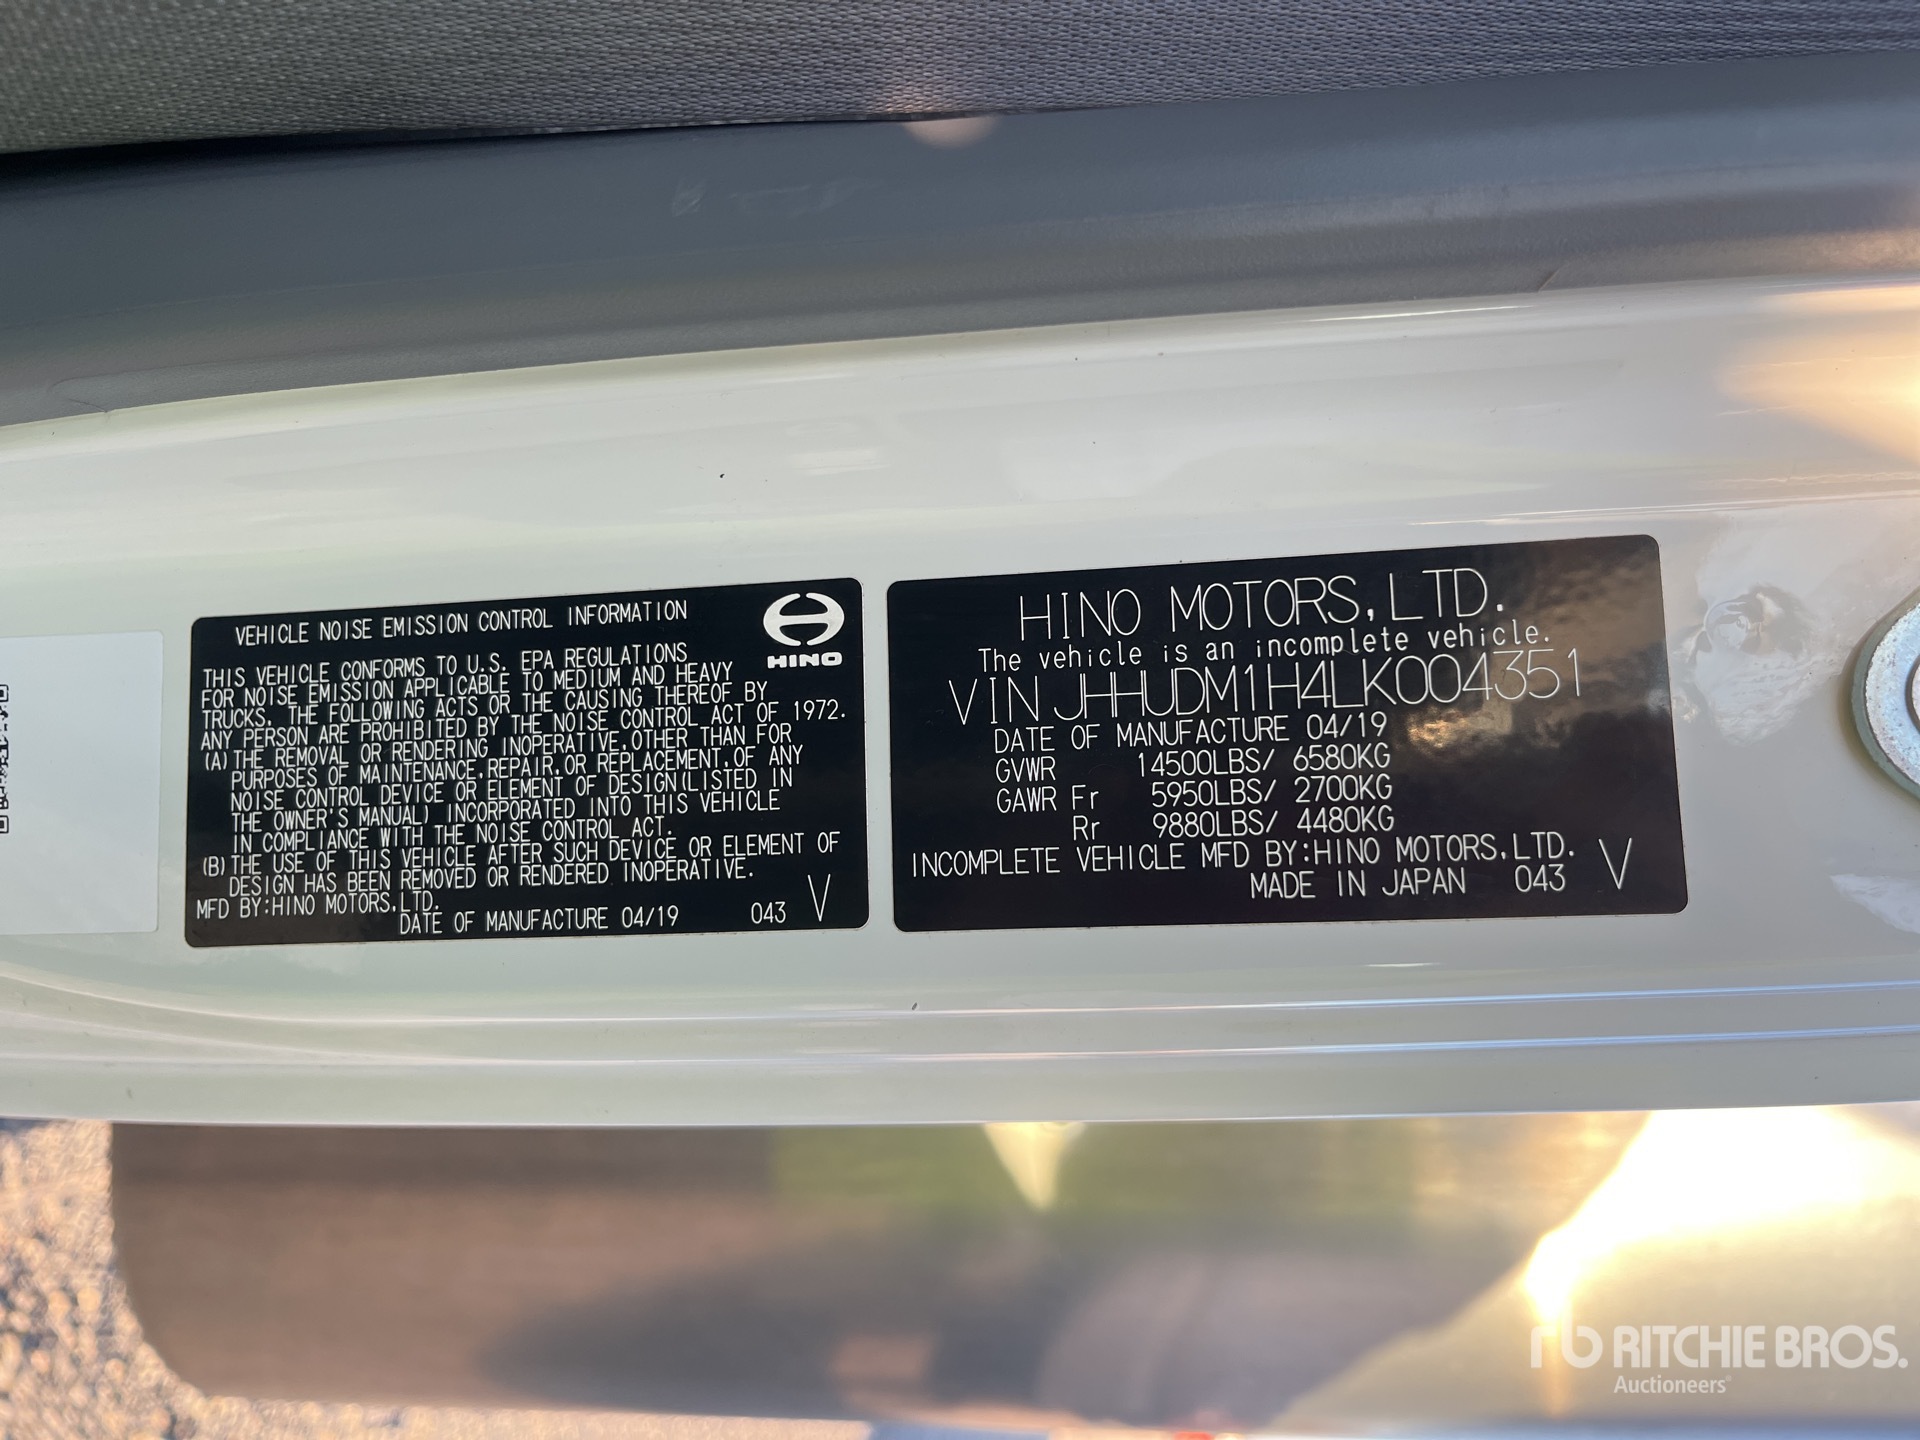 VEHICLE NOISE EMISSION CONTROL INFORMATION
HINO
THIS VEHICLE CONFORMS TO U.S. EPA REGULATIONS
FOR NOISE EMISSION APPLICABLE TO MEDIUM AND HEAVY
TRUCKS. THE FOLLOWING ACTS OR THE CAUSING THEREOF BY
ANY PERSON ARE PROHIBITED BY THE NOISE CONTROL ACT OF 1972.
(A) THE REMOVAL OR RENDERING INOPERATIVE, OTHER THAN FOR
PURPOSES OF MAINTENANCE, REPAIR, OR REPLACEMENT, OF ANY
NOISE CONTROL DEVICE OR ELEMENT OF DESIGN (LISTED IN
THE OWNER'S MANUAL) INCORPORATED INTO THIS VEHICLE
IN COMPLIANCE WITH THE NOISE CONTROL ACT.
(B) THE USE OF THIS VEHICLE AFTER SUCH DEVICE OR ELEMENT OF
DESIGN HAS BEEN REMOVED OR RENDERED INOPERATIVE.
MFD BY:HINO MOTORS, LTD.
DATE OF MANUFACTURE 04/19 043 V
HINO MOTORS, LTD.
The vehicle is an incomplete vehicle.
VIN JHHUDM1H4LK004351
DATE OF MANUFACTURE 04/19
GVWR 14500LBS/ 6580KG
GAWR Fr 5950LBS/ 2700KG
Rr 9880LBS/ 4480KG
INCOMPLETE VEHICLE MFD BY:HINO MOTORS, LTD.
MADE IN JAPAN 043 V
rb RITCHIE BROS.
Auctioneers